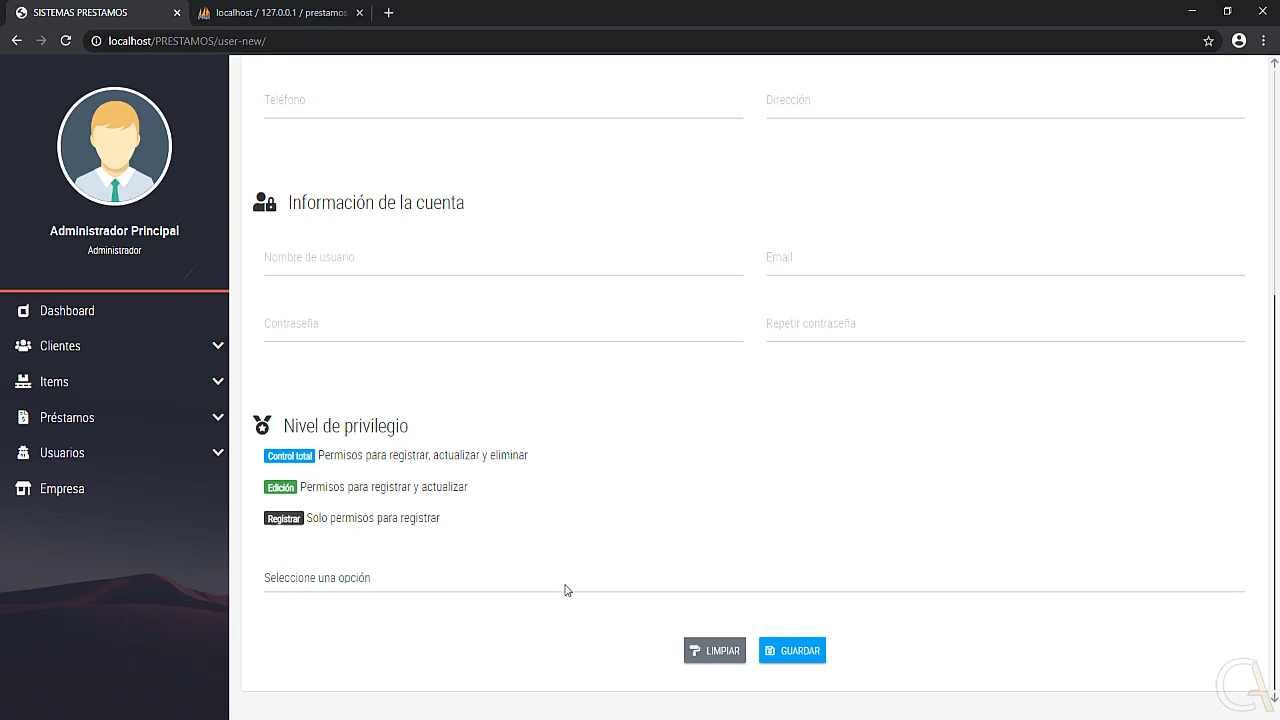 SISTEMAS PRESTAMOS
localhost / 127.0.0.1 / prestamos
localhost/PRESTAMOS/user-new/
Administrador Principal
Administrador
Dashboard
Clientes
Items
Préstamos
Usuarios
Empresa
Teléfono
Dirección
Información de la cuenta
Nombre de usuario
Email
Contraseña
Repetir contraseña
Nivel de privilegio
Control total Permisos para registrar, actualizar y eliminar
Edición Permisos para registrar y actualizar
Registrar Solo permisos para registrar
Seleccione una opción
LIMPIAR
GUARDAR
CA